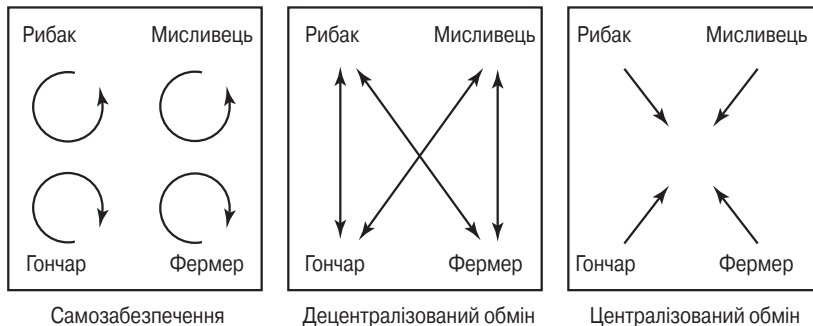 Рибак Мисливець
Гончар Фермер
Самозабезпечення
Рибак Мисливець
Гончар Фермер
Децентралізований обмін
Рибак Мисливець
Гончар Фермер
Централізований обмін